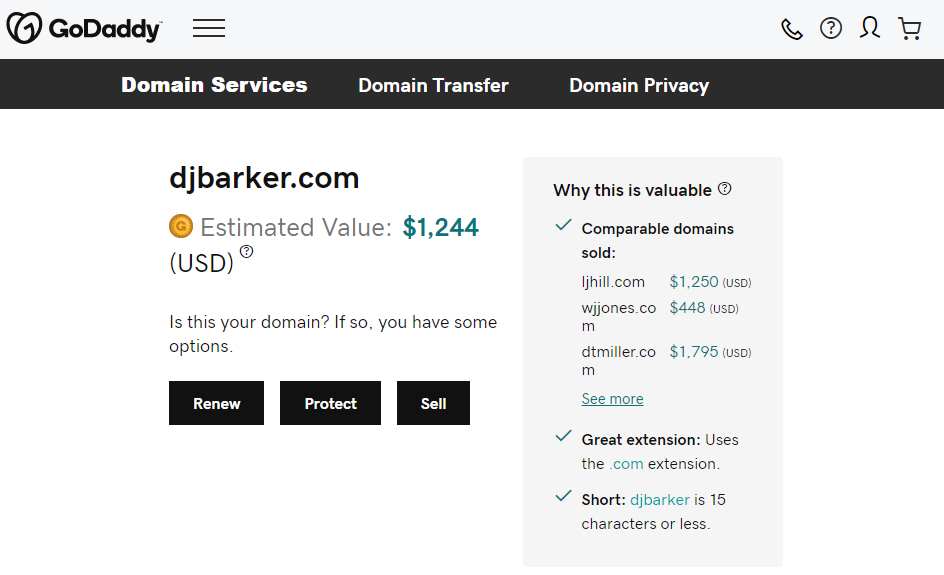 GoDaddy
Domain Services Domain Transfer Domain Privacy
djbarker.com
G Estimated Value: $1,244
(USD) ?
Is this your domain? If so, you have some
options.
Renew Protect Sell
Why this is valuable ?
Comparable domains
sold:
ljhill.com $1,250 (USD)
wjjones.co $448 (USD)
m
dtmiller.co $1,795 (USD)
m
See more
Great extension: Uses
the .com extension.
Short: djbarker is 15
characters or less.